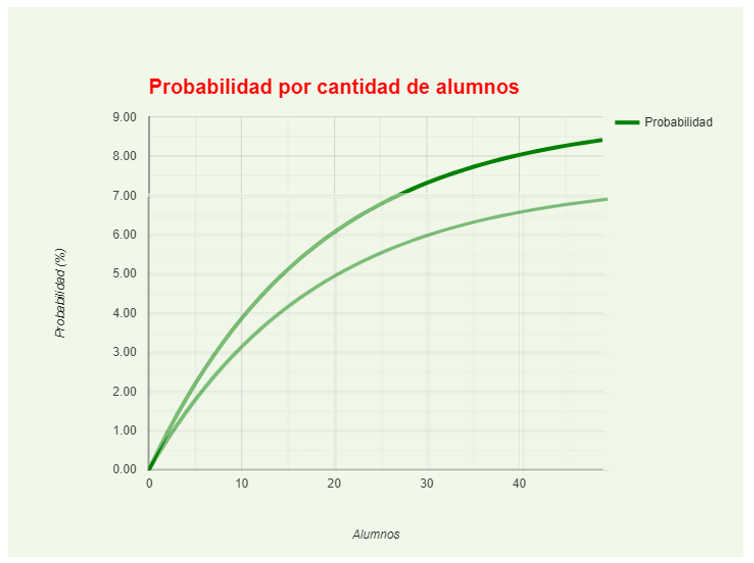 Probabilidad por cantidad de alumnos
Probabilidad
9.00
8.00
7.00
6.00
5.00
4.00
3.00
2.00
1.00
0.00
Probabilidad (%)
0 10 20 30 40
Alumnos